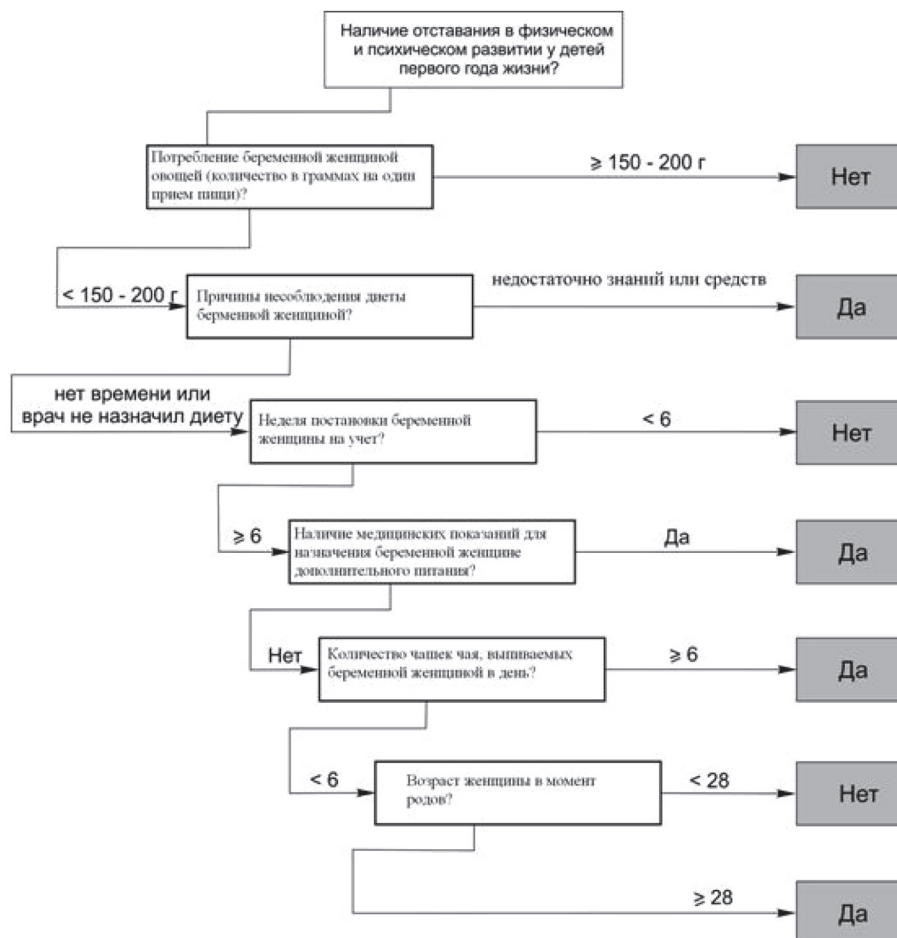 Наличие отставания в физическом
и психическом развитии у детей
первого года жизни?
Потребление беременной женщиной
овощей (количество в граммах на один
прием пищи)?
⩾ 150 - 200 г
Нет
< 150 - 200 г
Причины несоблюдения диеты
берменной женщиной?
недостаточно знаний или средств
Да
нет времени или
врач не назначил диету
Неделя постановки беременной
женщины на учет?
< 6
Нет
⩾ 6
Наличие медицинских показаний для
назначения беременной женщине
дополнительного питания?
Да
Да
Нет
Количество чашек чая, выпиваемых
беременной женщиной в день?
⩾ 6
Да
< 6
Возраст женщины в момент
родов?
< 28
Нет
⩾ 28
Да